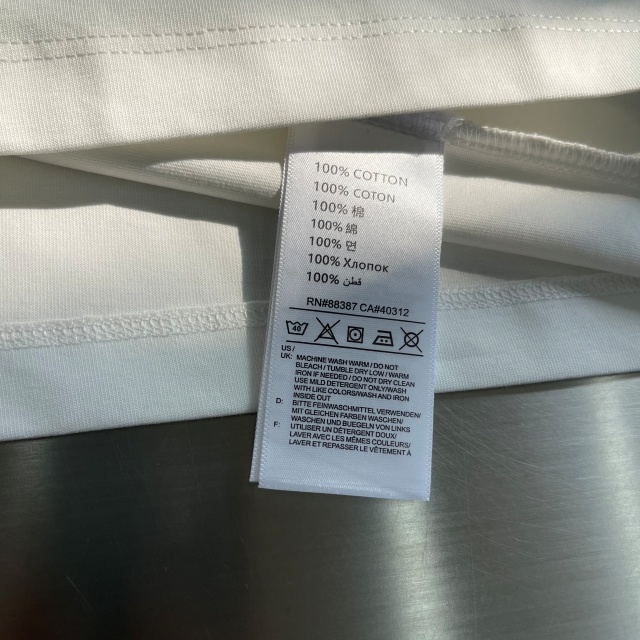 100% COTTON
100% COTON
100% 棉
100% 綿
100% 면
100% Хлопок
100% قطن
RN#88387 CA#40312
40
US /
UK: MACHINE WASH WARM / DO NOT
BLEACH / TUMBLE DRY LOW / WARM
IRON IF NEEDED / DO NOT DRY CLEAN
USE MILD DETERGENT ONLY/WASH
WITH LIKE COLORS/WASH AND IRON
INSIDE OUT
D: BITTE FEINWASCHMITTEL VERWENDEN/
MIT GLEICHEN FARBEN WASCHEN/
WASCHEN UND BUEGELN VON LINKS
F: UTILISER UN DÉTERGENT DOUX/
LAVER AVEC LES MÊMES COULEURS/
LAVER ET REPASSER LE VÊTEMENT À